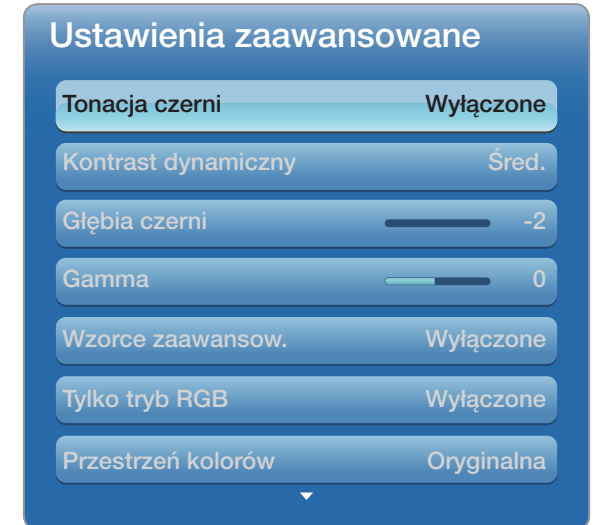 Ustawienia zaawansowane
Tonacja czerni Wyłączone
Kontrast dynamiczny Śred.
Głębia czerni -2
Gamma 0
Wzorce zaawansow. Wyłączone
Tylko tryb RGB Wyłączone
Przestrzeń kolorów Oryginalna